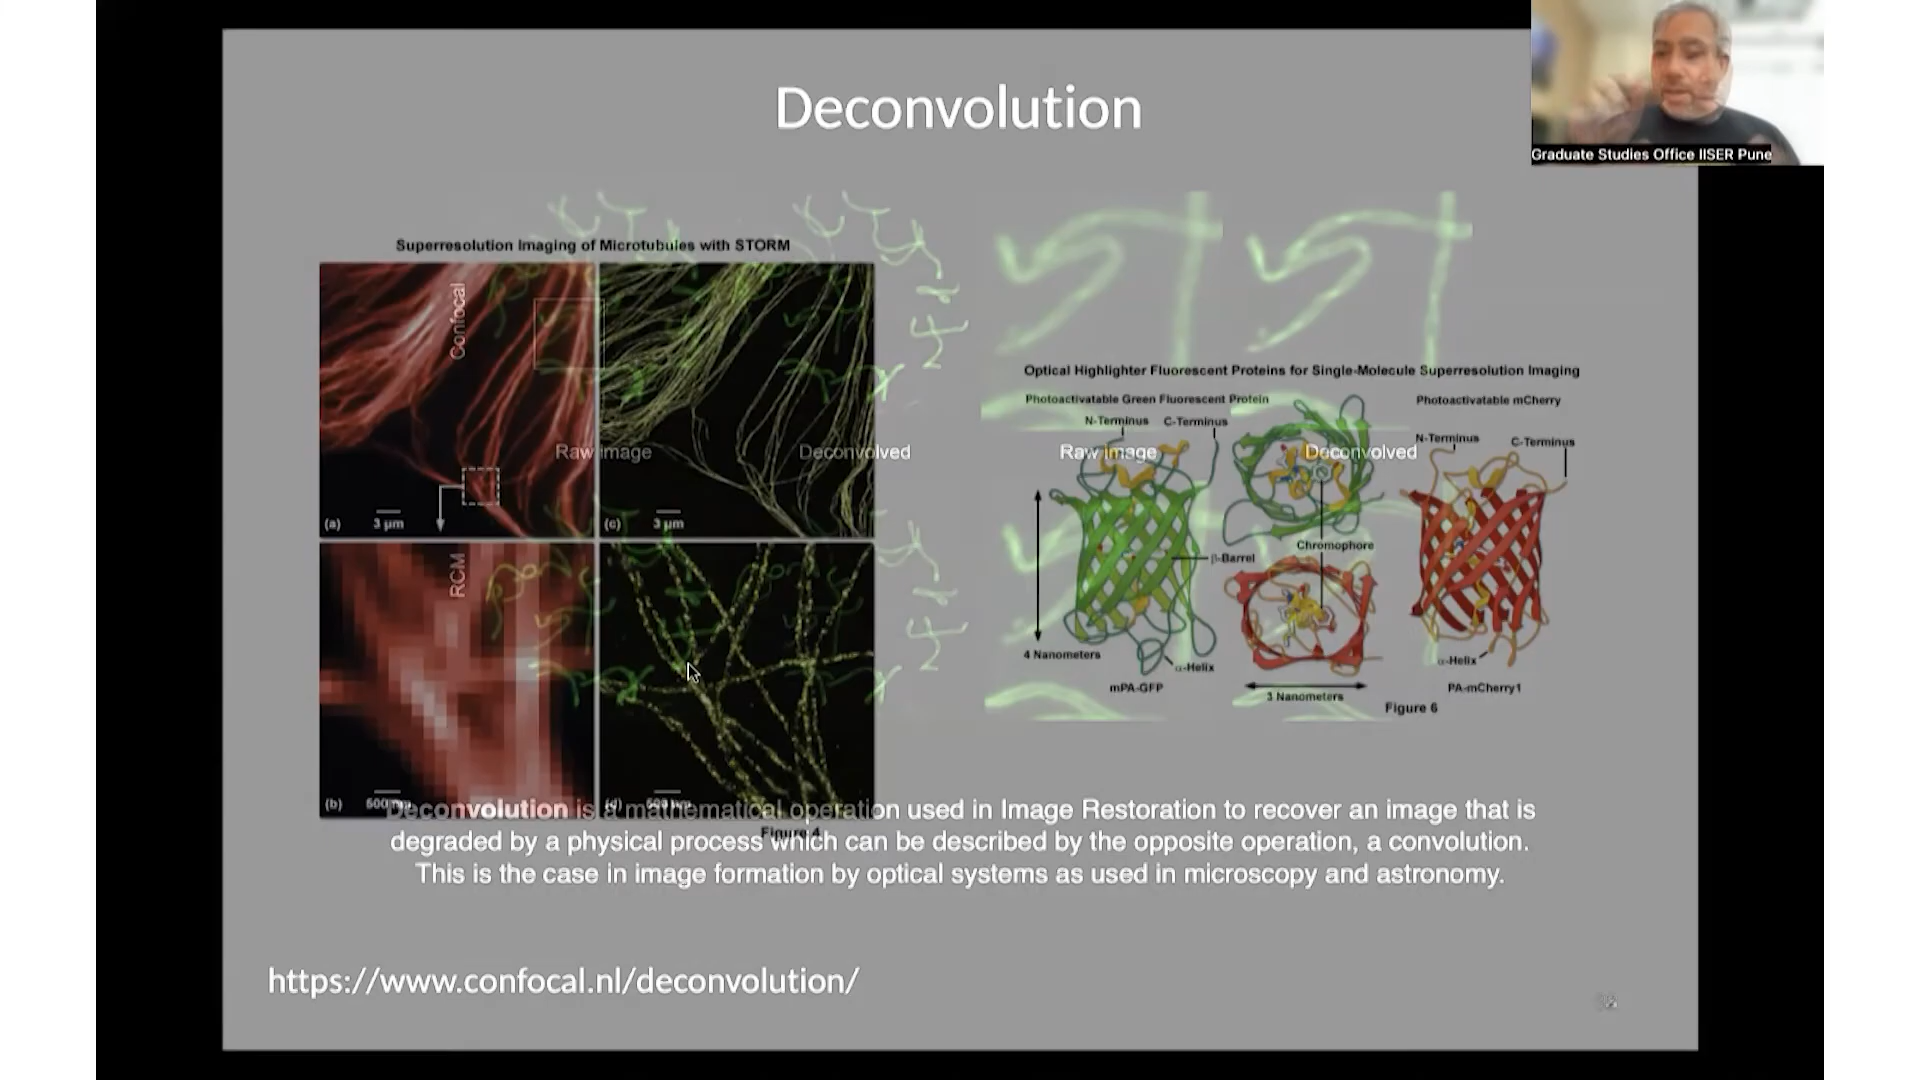 Deconvolution
Graduate Studies Office IISER Pune
Superresolution Imaging of Microtubules with STORM
Confocal
Optical Highlighter Fluorescent Proteins for Single-Molecule Superresolution Imaging
Photoactivatable Green Fluorescent Protein
Photoactivatable mCherry
N-Terminus C-Terminus
N-Terminus C-Terminus
Raw image
Deconvolved
Raw image
Deconvolved
(a) 3 µm
(c) 3 µm
Chromophore
β-Barrel
RCM
4 Nanometers
α-Helix
α-Helix
mPA-GFP
3 Nanometers
PA-mCherry1
Figure 6
(b) 500 nm
(d) 500 nm
Figure 4
Deconvolution is a mathematical operation used in Image Restoration to recover an image that is
degraded by a physical process which can be described by the opposite operation, a convolution.
This is the case in image formation by optical systems as used in microscopy and astronomy.
https://www.confocal.nl/deconvolution/